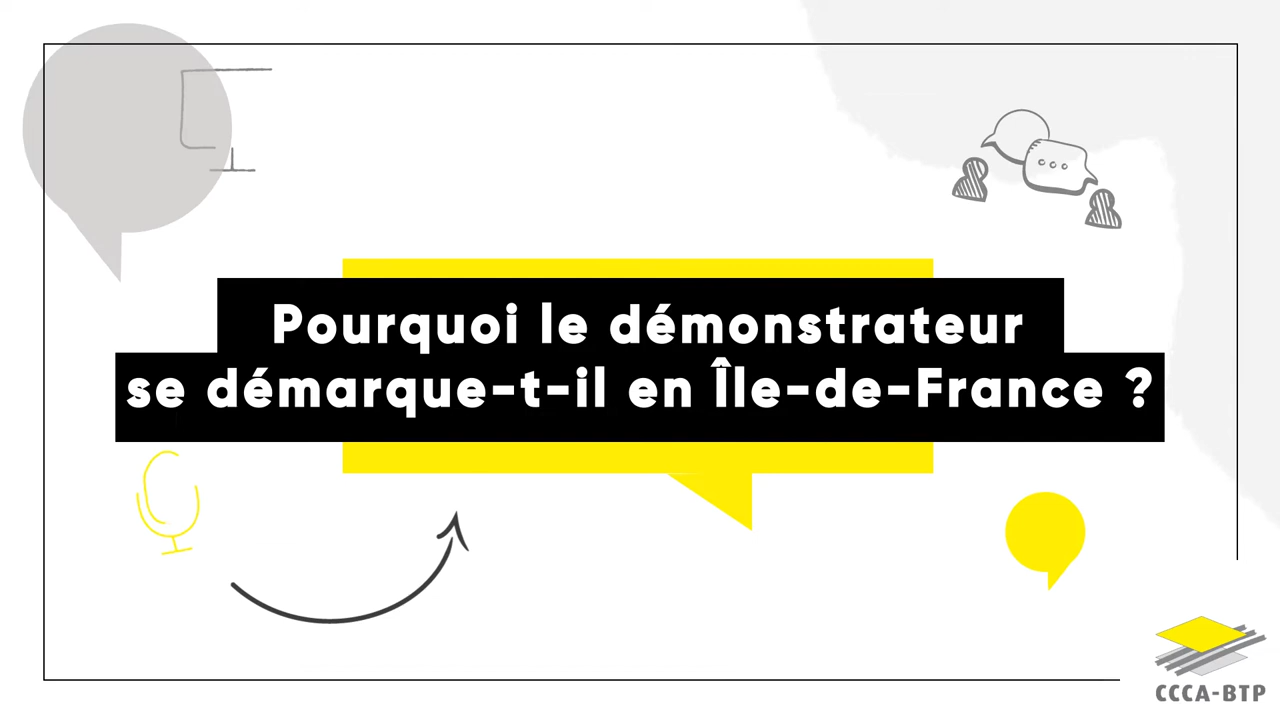 Pourquoi le démonstrateur
se démarque-t-il en Île-de-France ?
CCCA-BTP